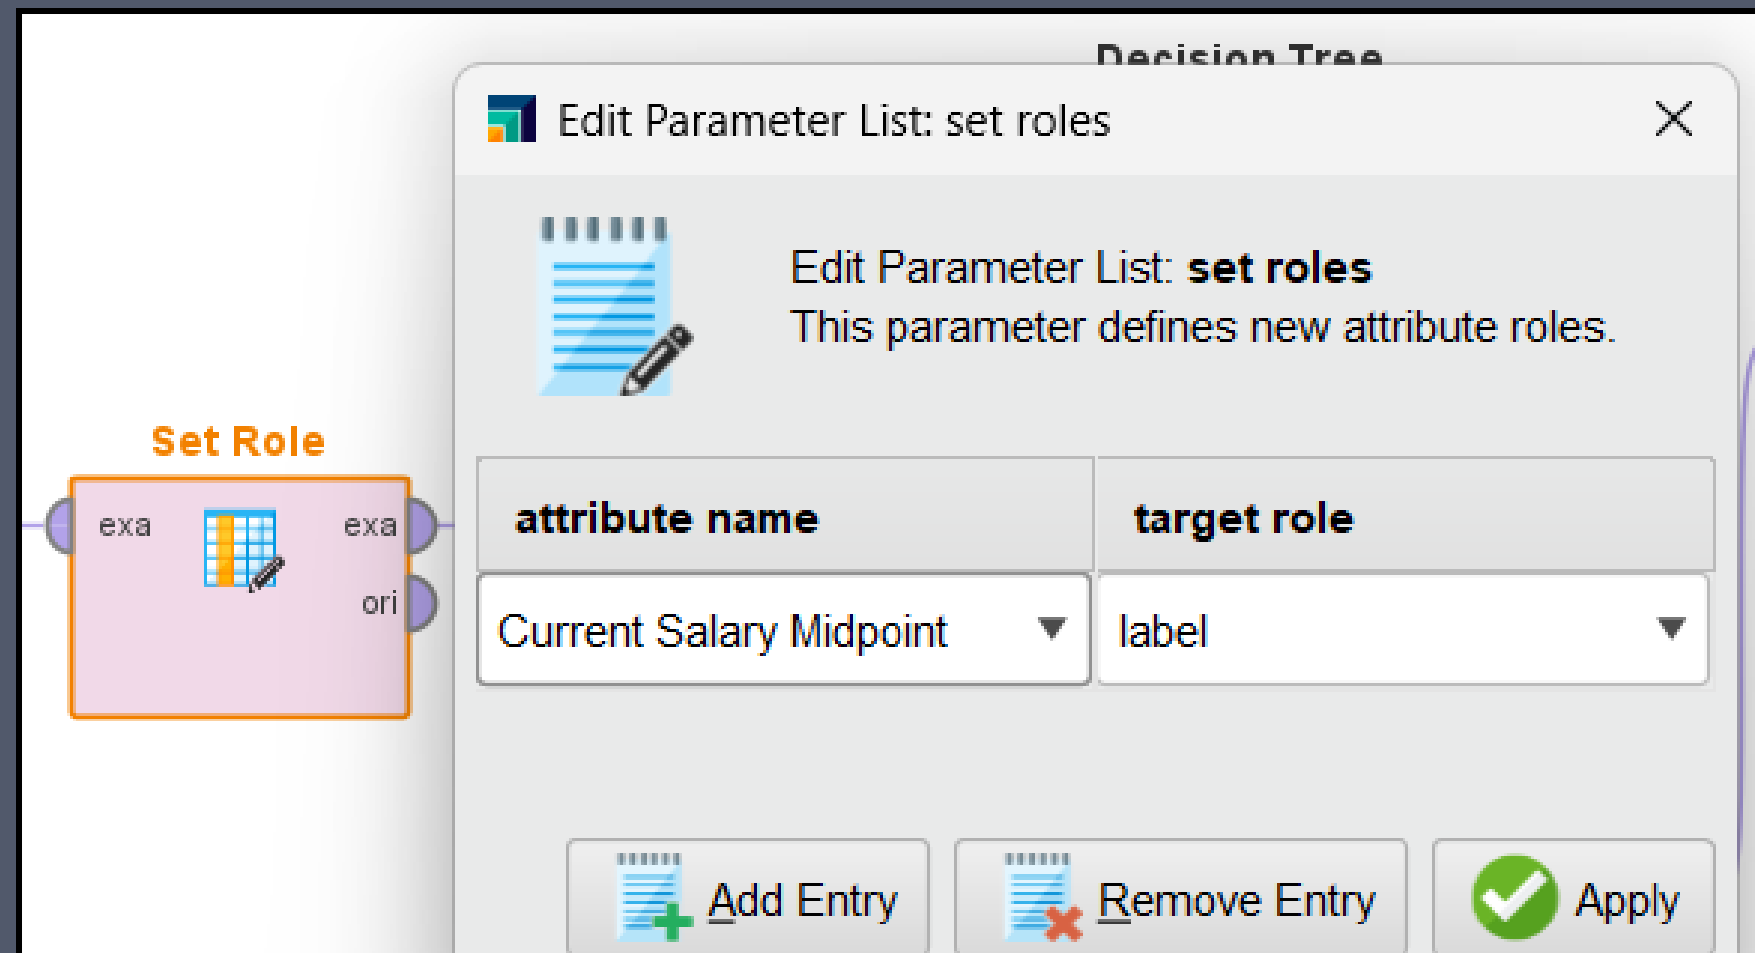 Decision Tree
Edit Parameter List: set roles
Edit Parameter List: set roles
This parameter defines new attribute roles.
Set Role
exa
exa
ori
attribute name
target role
Current Salary Midpoint
label
Add Entry
Remove Entry
Apply